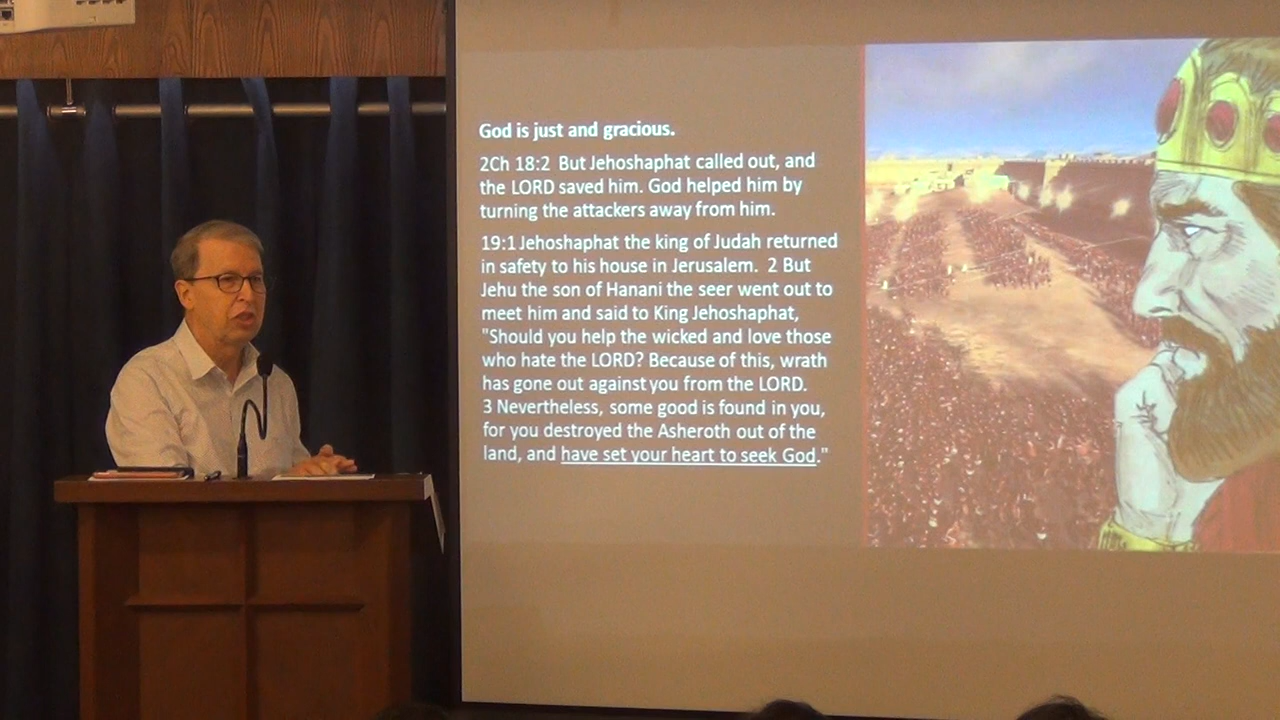 God is just and gracious.
2Ch 18:2 But Jehoshaphat called out, and
the LORD saved him. God helped him by
turning the attackers away from him.
19:1 Jehoshaphat the king of Judah returned
in safety to his house in Jerusalem. 2 But
Jehu the son of Hanani the seer went out to
meet him and said to King Jehoshaphat,
"Should you help the wicked and love those
who hate the LORD? Because of this, wrath
has gone out against you from the LORD.
3 Nevertheless, some good is found in you,
for you destroyed the Asheroth out of the
land, and have set your heart to seek God."